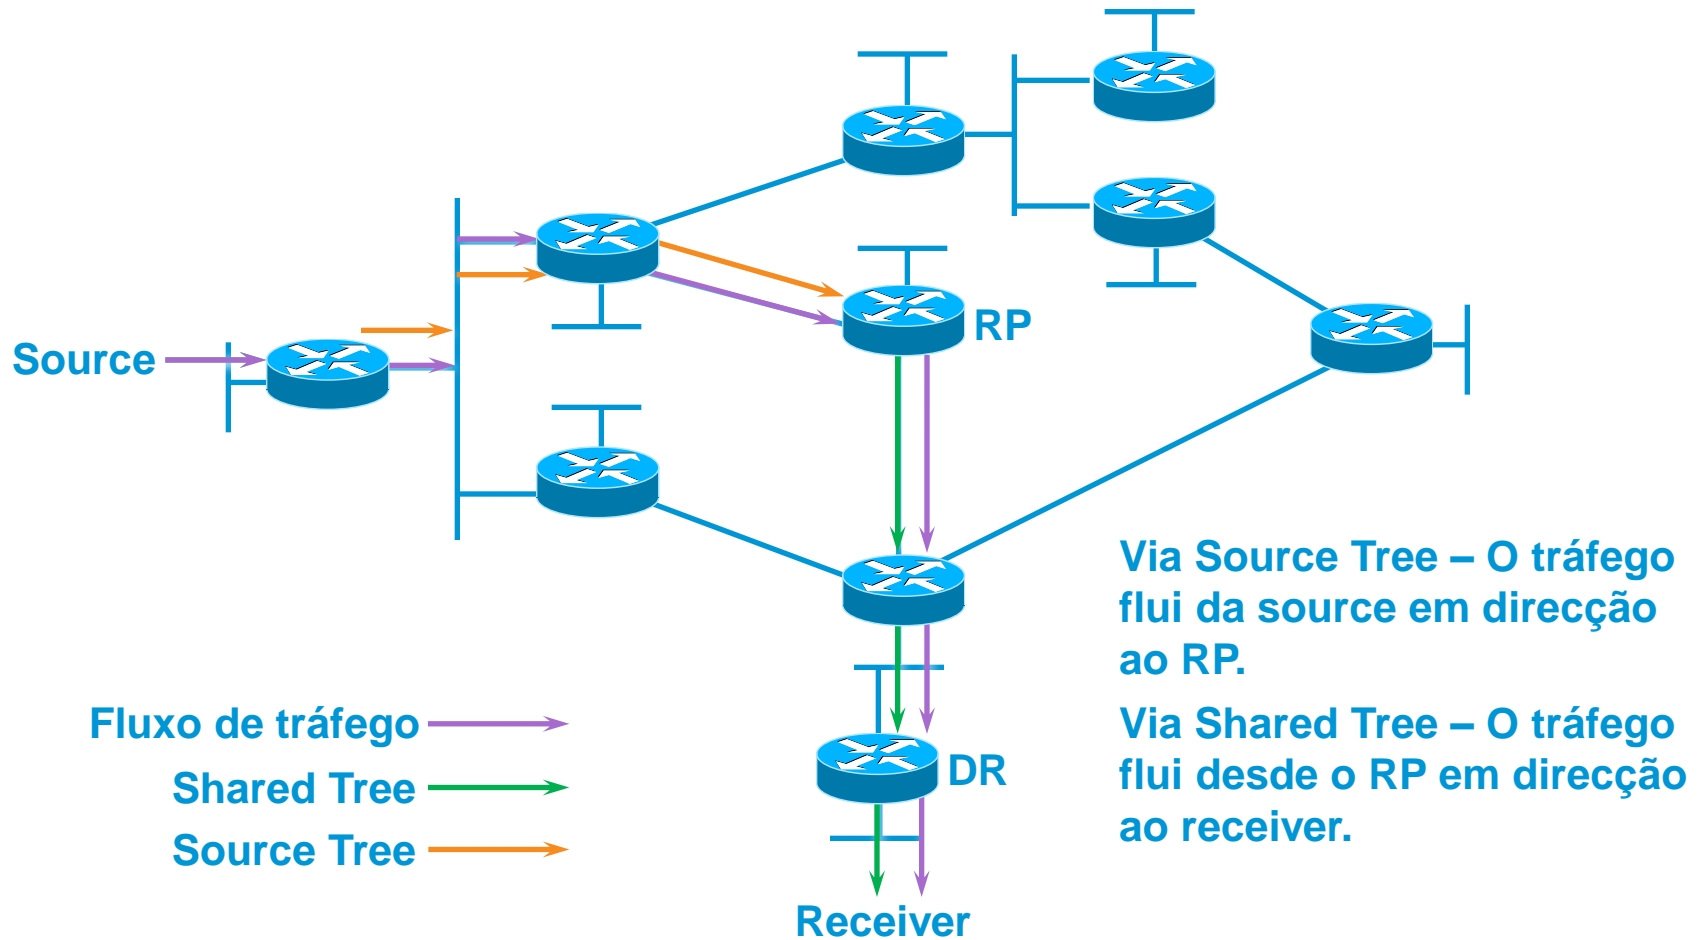 Source
RP
Via Source Tree – O tráfego
flui da source em direcção
ao RP.
Via Shared Tree – O tráfego
flui desde o RP em direcção
ao receiver.
Fluxo de tráfego
Shared Tree
Source Tree
DR
Receiver